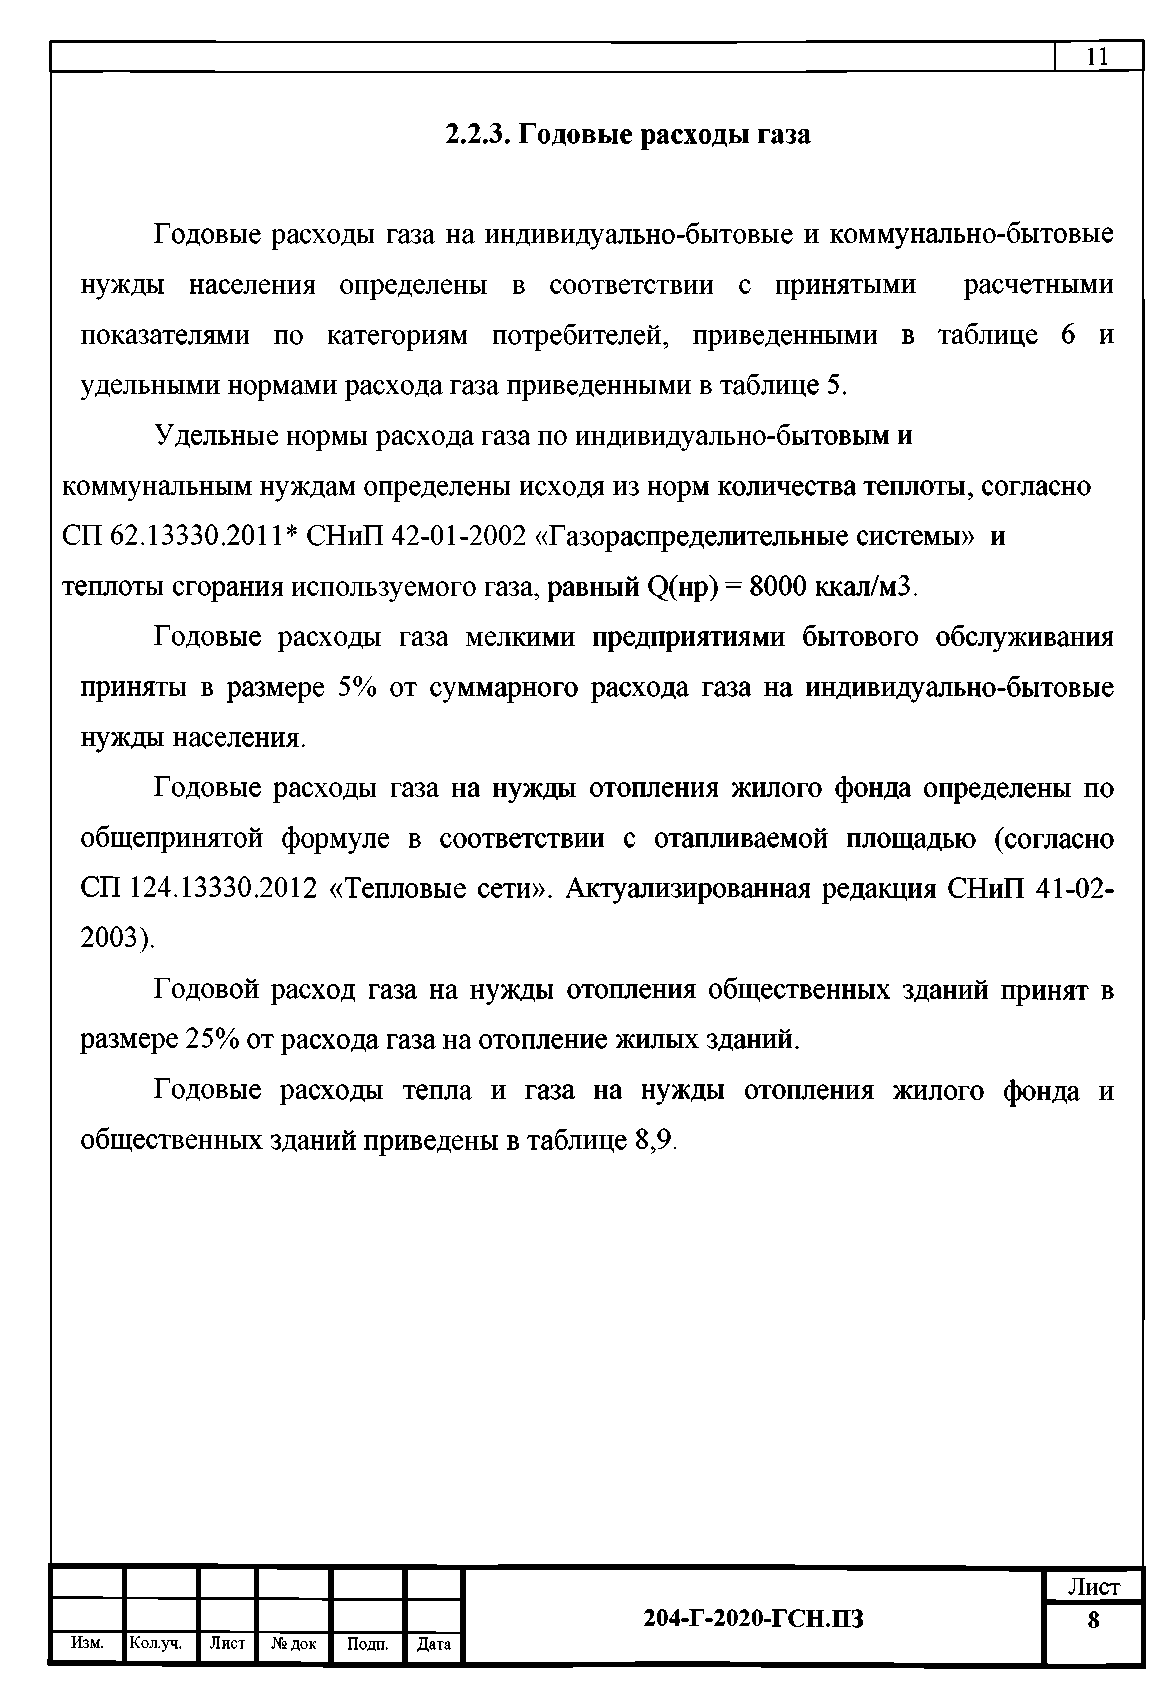 11
2.2.3. Годовые расходы газа
Годовые расходы газа на индивидуально-бытовые и коммунально-бытовые
нужды населения определены в соответствии с принятыми расчетными
показателями по категориям потребителей, приведенными в таблице 6 и
удельными нормами расхода газа приведенными в таблице 5.
Удельные нормы расхода газа по индивидуально-бытовым и
коммунальным нуждам определены исходя из норм количества теплоты, согласно
СП 62.13330.2011* СНиП 42-01-2002 «Газораспределительные системы» и
теплоты сгорания используемого газа, равный Q(нр) = 8000 ккал/м3.
Годовые расходы газа мелкими предприятиями бытового обслуживания
приняты в размере 5% от суммарного расхода газа на индивидуально-бытовые
нужды населения.
Годовые расходы газа на нужды отопления жилого фонда определены по
общепринятой формуле в соответствии с отапливаемой площадью (согласно
СП 124.13330.2012 «Тепловые сети». Актуализированная редакция СНиП 41-02-
2003).
Годовой расход газа на нужды отопления общественных зданий принят в
размере 25% от расхода газа на отопление жилых зданий.
Годовые расходы тепла и газа на нужды отопления жилого фонда и
общественных зданий приведены в таблице 8,9.
204-Г-2020-ГСН.ПЗ
Лист
8
Изм. Кол.уч. Лист № док Подп. Дата